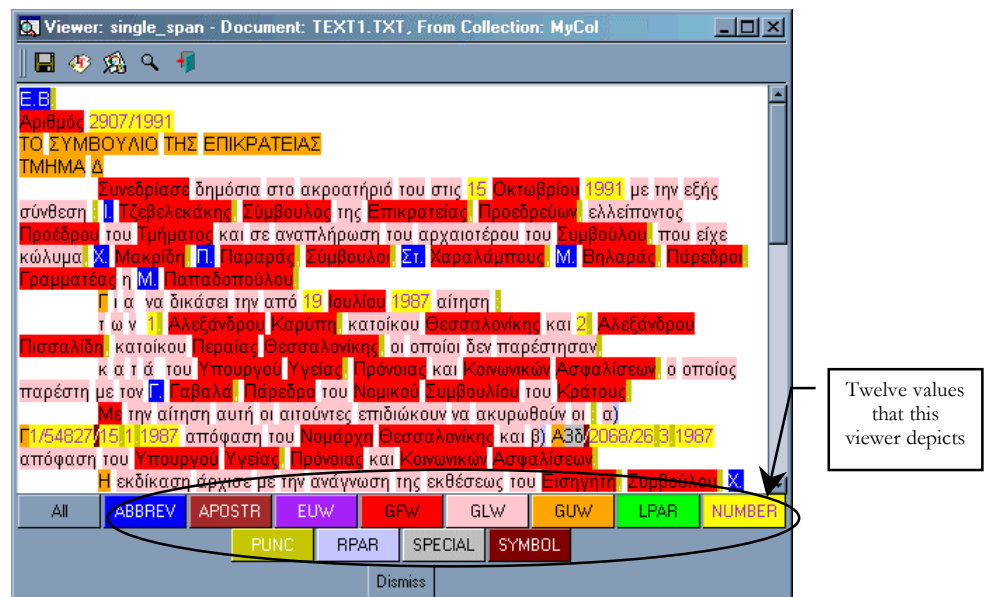 Viewer: single_span - Document: TEXT1.TXT, From Collection: MyCol
Ε.Β.
Αριθμός 2907/1991
ΤΟ ΣΥΜΒΟΥΛΙΟ ΤΗΣ ΕΠΙΚΡΑΤΕΙΑΣ
ΤΜΗΜΑ Δ
Συνεδρίασε δημόσια στο ακροατήριό του στις 15 Οκτωβρίου 1991 με την εξής
σύνθεση : Ι. Τζεβελεκάκης, Σύμβουλος της Επικρατείας, Προεδρεύων, ελλείποντος
Προέδρου του Τμήματος και σε αναπλήρωση του αρχαιοτέρου του Συμβούλου, που είχε
κώλυμα, Χ. Μακρίδη, Π. Παραράς, Σύμβουλοι, Στ. Χαραλάμπους, Μ. Βηλαράς, Πάρεδροι.
Γραμματέας η Μ. Παπαδοπούλου.
Γ ι α να δικάσει την από 19 Ιουλίου 1987 αίτηση :
τ ω ν 1. Αλεξάνδρου Καρύπη, κατοίκου Θεσσαλονίκης και 2. Αλεξάνδρου
Πισσαλίδη, κατοίκου Περαίας Θεσσαλονίκης, οι οποίοι δεν παρέστησαν,
κ α τ ά του Υπουργού Υγείας, Πρόνοιας και Κοινωνικών Ασφαλίσεων, ο οποίος
παρέστη με τον Γ. Γαβαλά, Πάρεδρο του Νομικού Συμβουλίου του Κράτους.
Με την αίτηση αυτή οι αιτούντες επιδιώκουν να ακυρωθούν οι : α)
Γ1/54827/15.1.1987 απόφαση του Νομάρχη Θεσσαλονίκης και β) Α3δ/2068/26.3.1987
απόφαση του Υπουργού Υγείας, Πρόνοιας και Κοινωνικών Ασφαλίσεων.
Η εκδίκαση άρχισε με την ανάγνωση της εκθέσεως του Εισηγητή, Συμβούλου Χ.
All ABBREV APOSTR EUW GFW GLW GUW LPAR NUMBER
PUNC RPAR SPECIAL SYMBOL
Dismiss
Twelve values
that this
viewer depicts